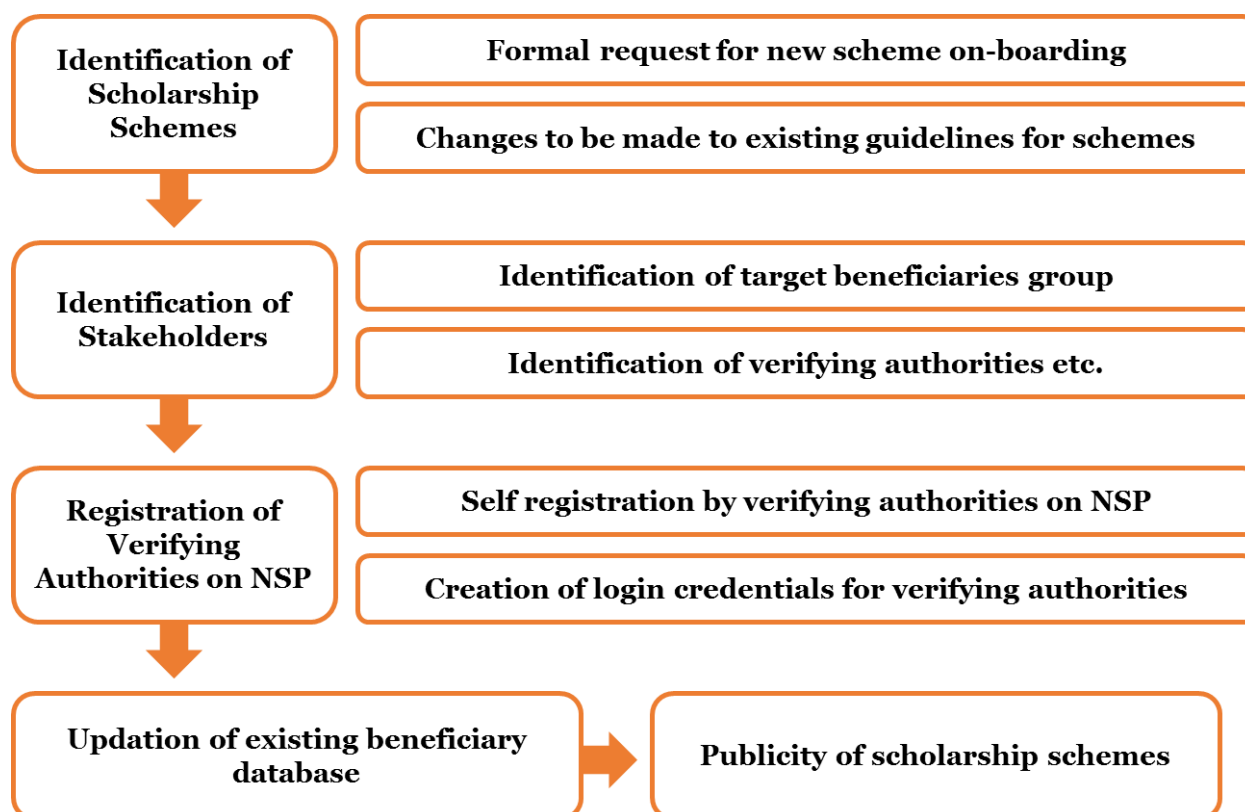 Identification of
Scholarship
Schemes
Formal request for new scheme on-boarding
Changes to be made to existing guidelines for schemes
Identification of
Stakeholders
Identification of target beneficiaries group
Identification of verifying authorities etc.
Registration of
Verifying
Authorities on NSP
Self registration by verifying authorities on NSP
Creation of login credentials for verifying authorities
Updation of existing beneficiary
database
Publicity of scholarship schemes